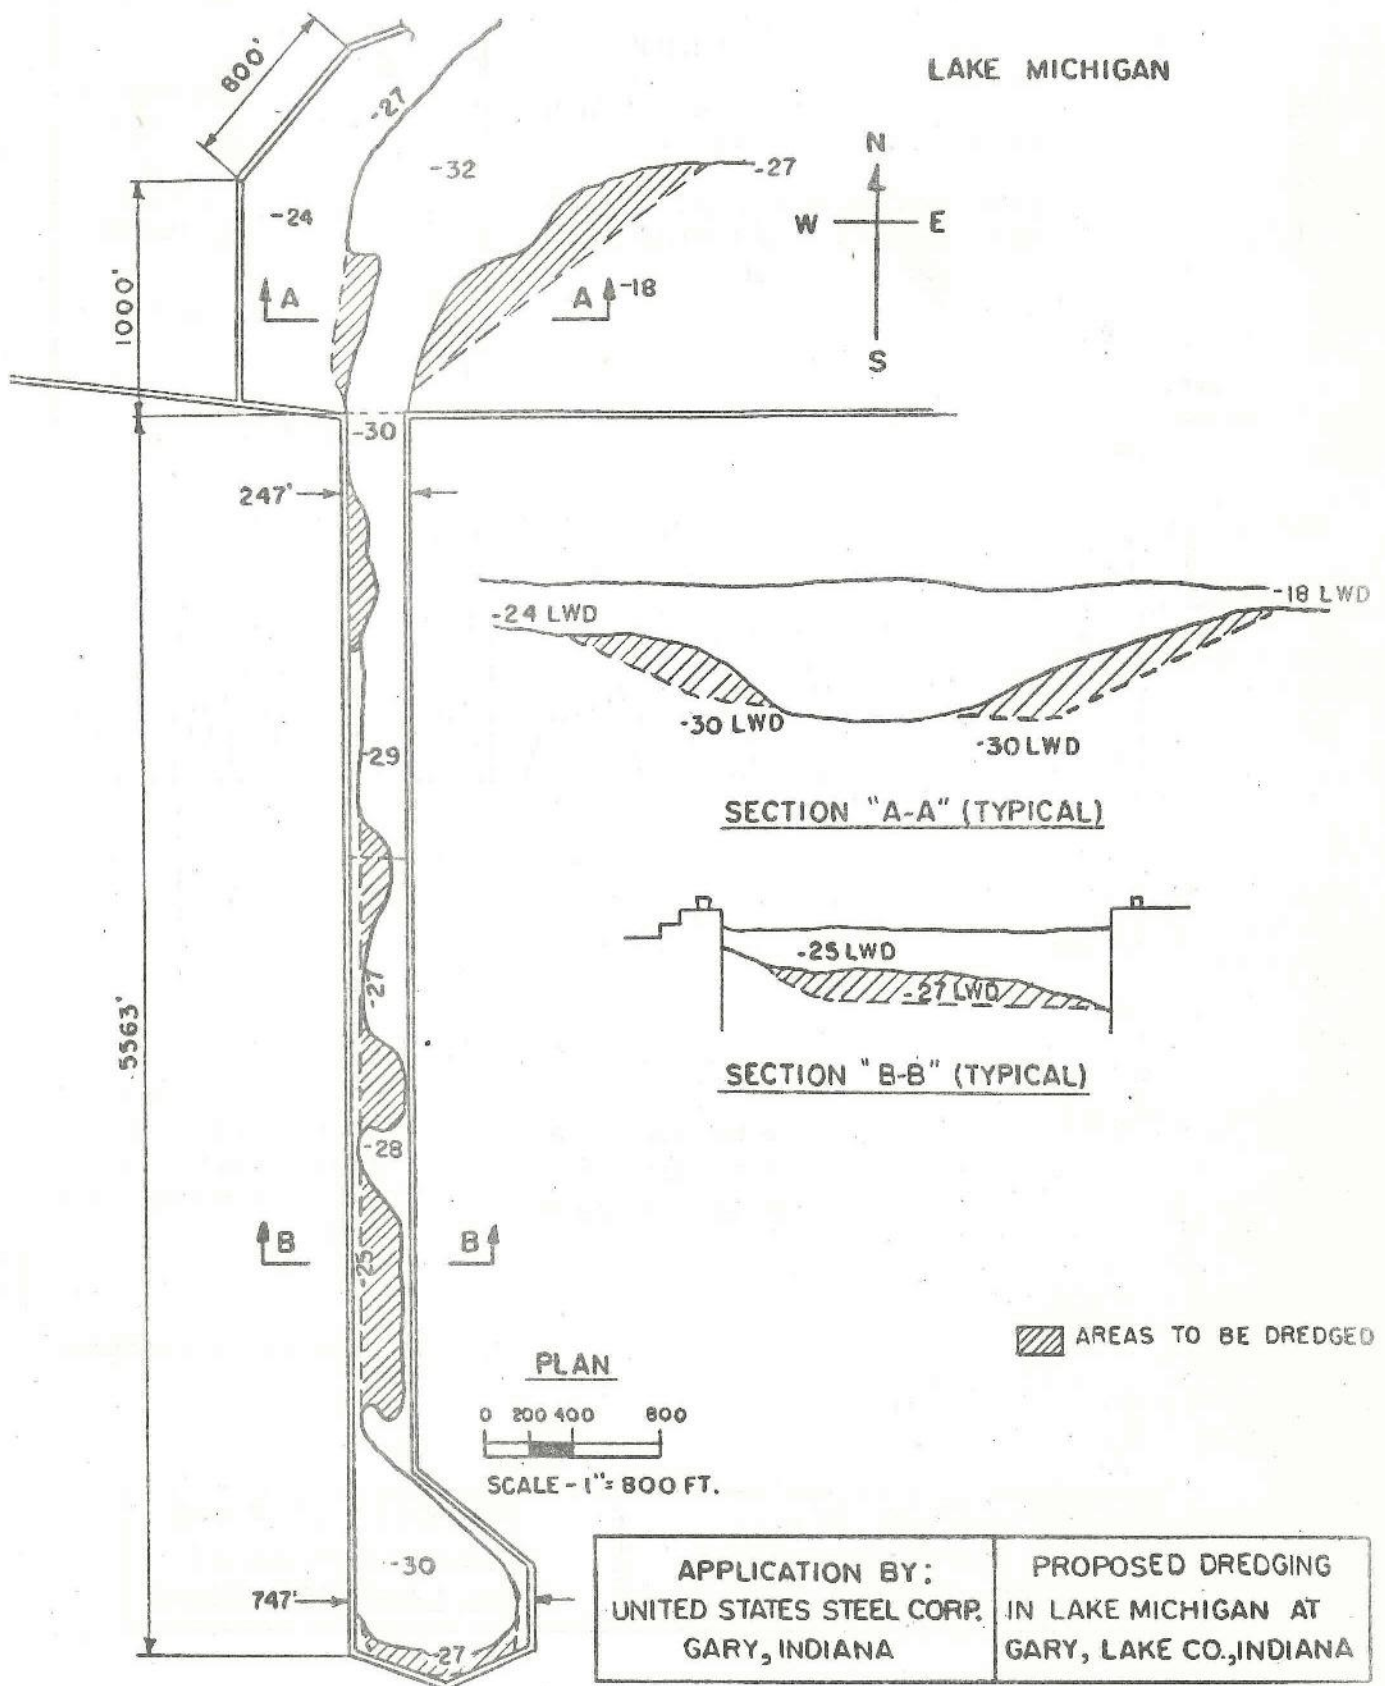 LAKE MICHIGAN
800'
-27
-32
-27
-24
N
W E
S
A
A
-18
1000'
-30
247'
-24 LWD
-18 LWD
-30 LWD
-30 LWD
SECTION "A-A" (TYPICAL)
-29
-25 LWD
-27 LWD
SECTION "B-B" (TYPICAL)
-27
5563'
-28
B
B
-25
AREAS TO BE DREDGED
PLAN
0 200 400 800
SCALE - 1" = 800 FT.
-30
747'
-27
APPLICATION BY:
UNITED STATES STEEL CORP.
GARY, INDIANA
PROPOSED DREDGING
IN LAKE MICHIGAN AT
GARY, LAKE CO., INDIANA